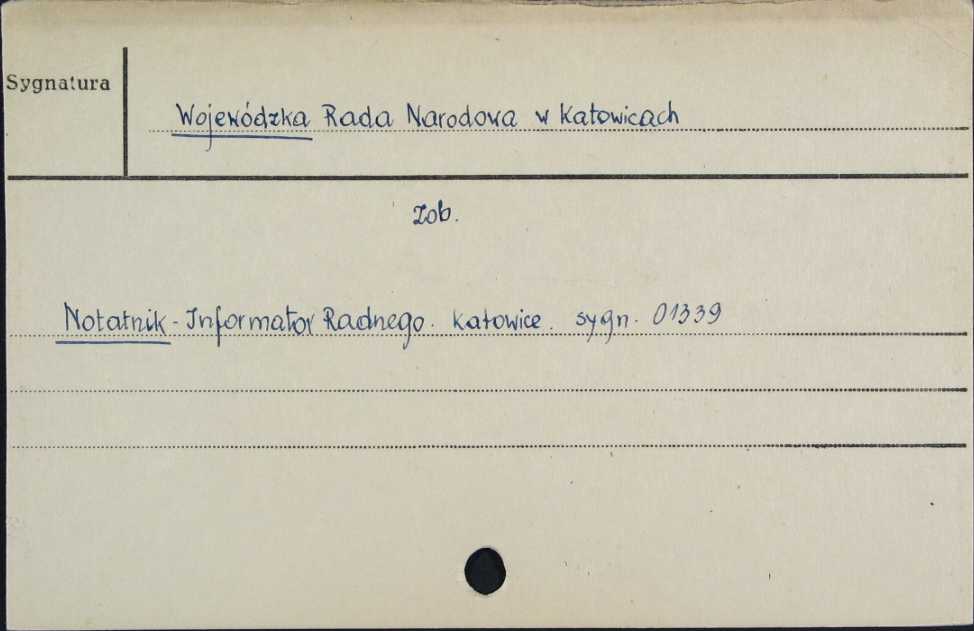 Sygnatura
Wojewódzka Rada Narodowa w Katowicach
Zob.
Notatnik - Informator Radnego. Katowice. sygn. 01339